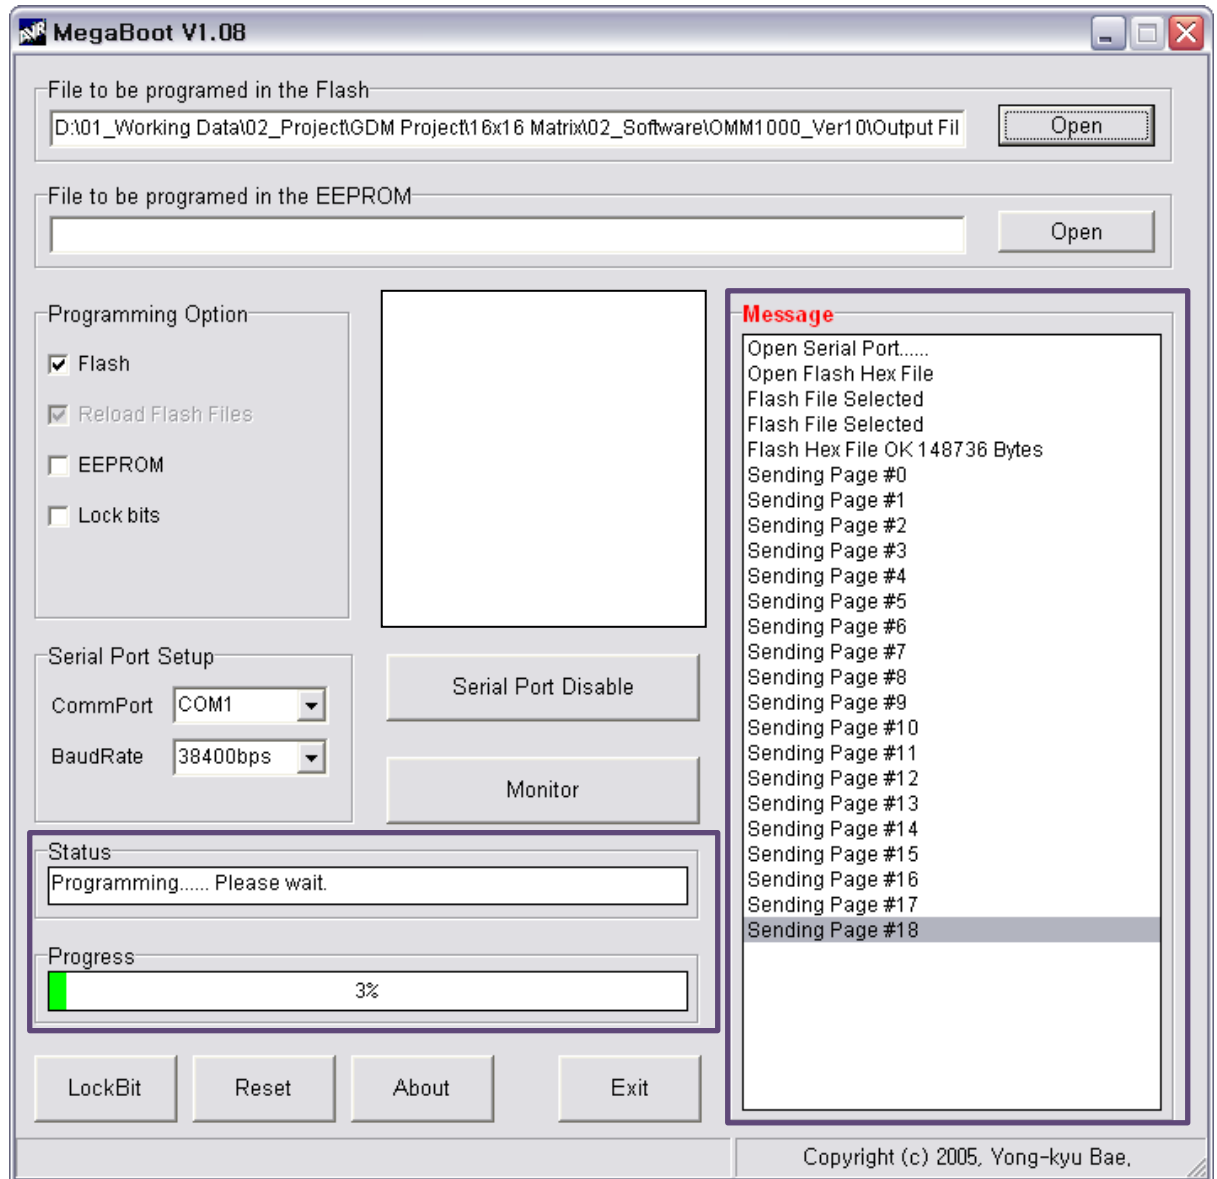 MegaBoot V1.08
File to be programed in the Flash
D:\01_Working Data\02_Project\GDM Project\16x16 Matrix\02_Software\OMM1000_Ver10\Output Fil
Open
File to be programed in the EEPROM
Open
Programming Option
Flash
Reload Flash Files
EEPROM
Lock bits
Serial Port Setup
CommPort COM1
BaudRate 38400bps
Serial Port Disable
Monitor
Status
Programming...... Please wait.
Progress
3%
LockBit Reset About Exit
Message
Open Serial Port......
Open Flash Hex File
Flash File Selected
Flash File Selected
Flash Hex File OK 148736 Bytes
Sending Page #0
Sending Page #1
Sending Page #2
Sending Page #3
Sending Page #4
Sending Page #5
Sending Page #6
Sending Page #7
Sending Page #8
Sending Page #9
Sending Page #10
Sending Page #11
Sending Page #12
Sending Page #13
Sending Page #14
Sending Page #15
Sending Page #16
Sending Page #17
Sending Page #18
Copyright (c) 2005, Yong-kyu Bae,